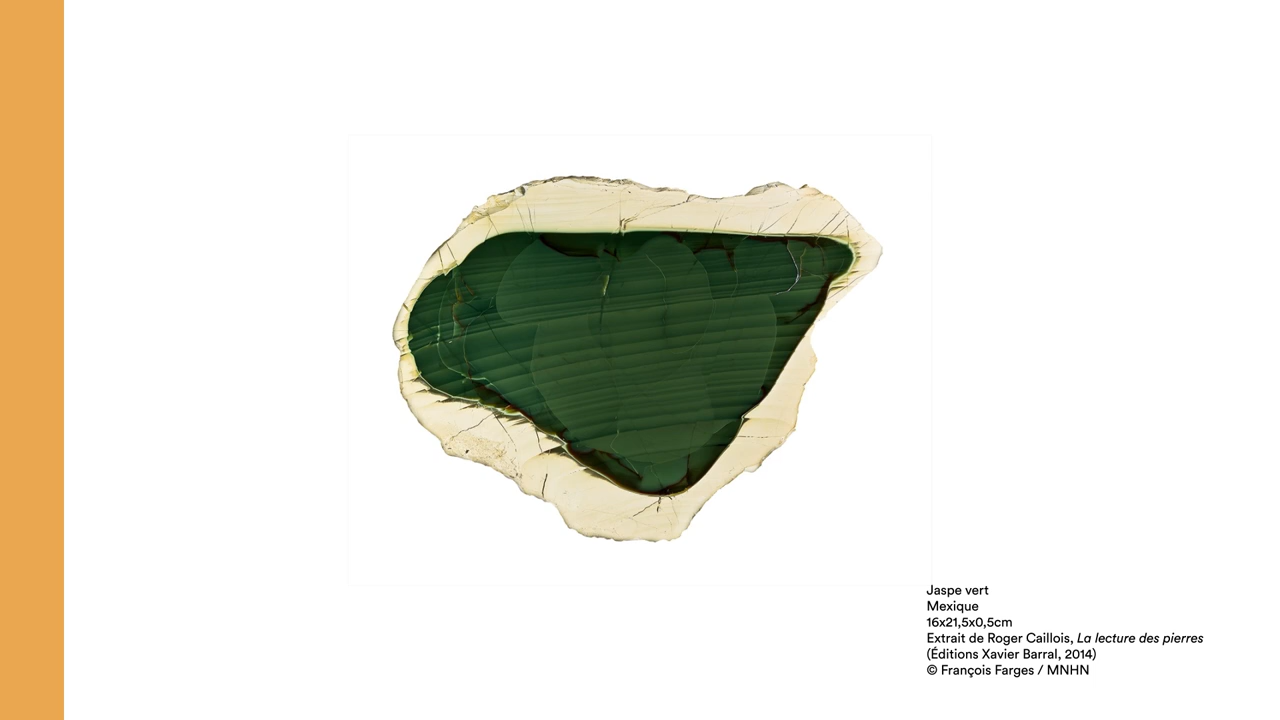 Jaspe vert
Mexique
16x21,5x0,5cm
Extrait de Roger Caillois, La lecture des pierres
(Éditions Xavier Barral, 2014)
© François Farges / MNHN